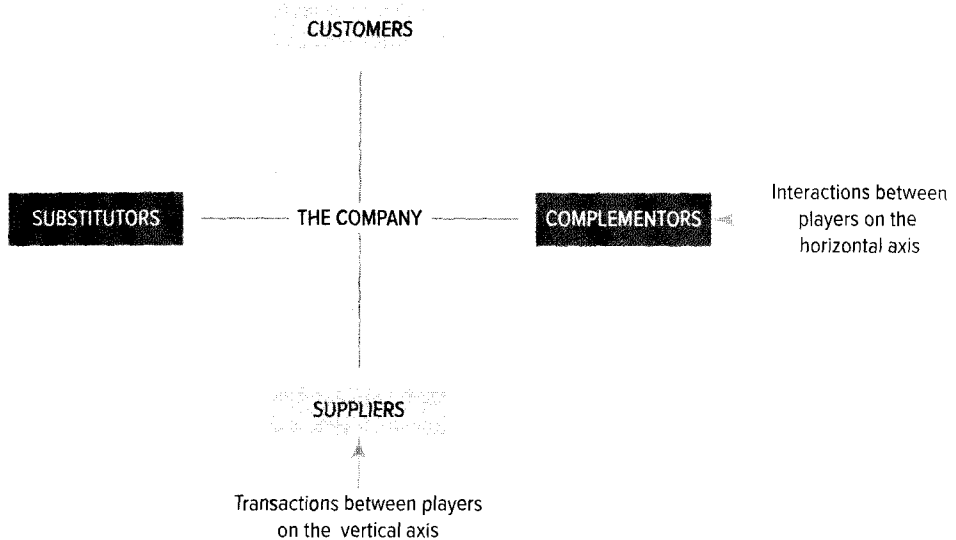 CUSTOMERS
SUBSTITUTORS
THE COMPANY
COMPLEMENTORS
Interactions between
players on the
horizontal axis
SUPPLIERS
Transactions between players
on the vertical axis